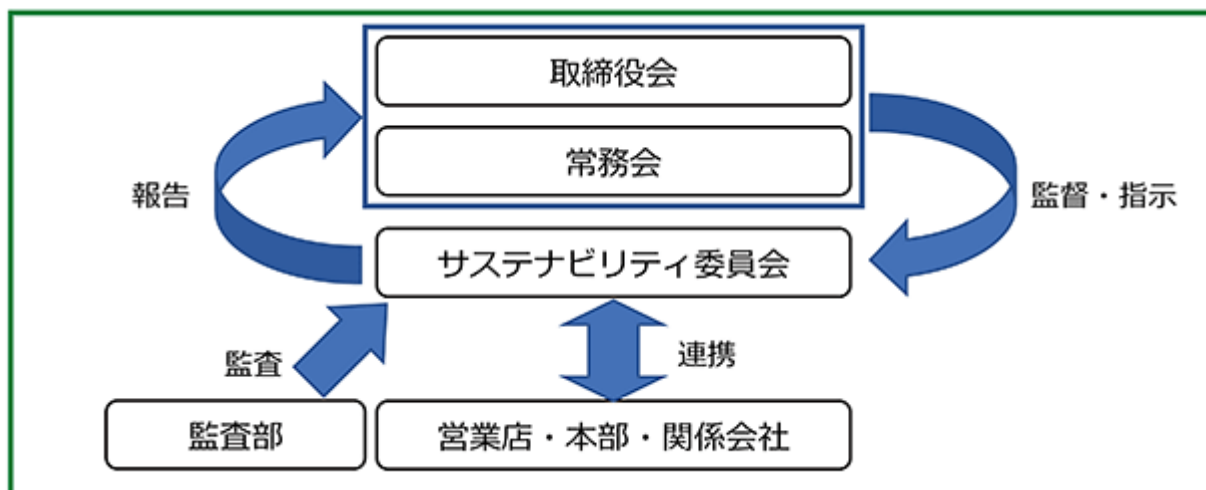 取締役会
常務会
報告
監督・指示
サステナビリティ委員会
監査
連携
監査部
営業店・本部・関係会社